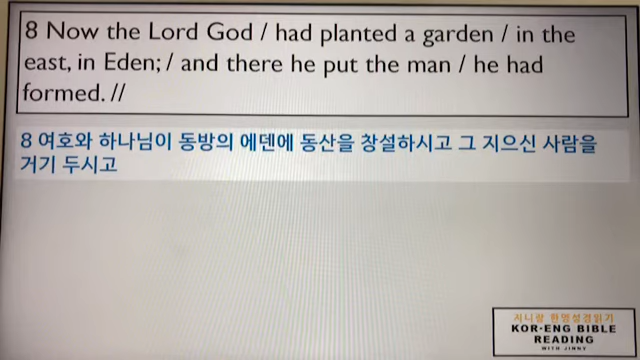 8 Now the Lord God / had planted a garden / in the
east, in Eden; / and there he put the man / he had
formed. //
8 여호와 하나님이 동방의 에덴에 동산을 창설하시고 그 지으신 사람을
거기 두시고
지니랑 한영성경읽기
KOR-ENG BIBLE
READING
WITH JINNY